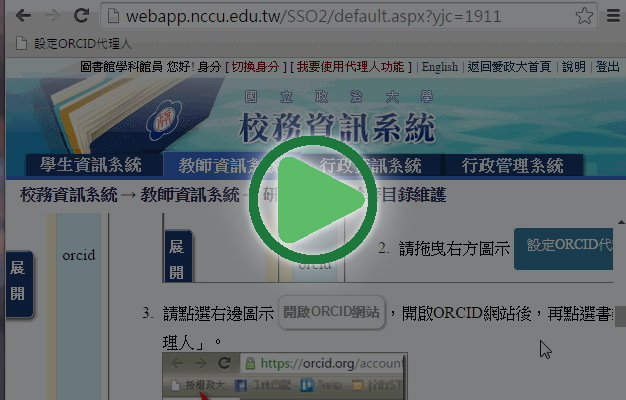 webapp.nccu.edu.tw/SSO2/default.aspx?yjc=1911
設定ORCID代理人
圖書館學科館員 您好! 身分 [ 切換身分 ] [ 我要使用代理人功能 ] | English | 返回愛政大首頁 | 說明 | 登出
國立政治大學
校務資訊系統
學生資訊系統 教師資訊系統 行政資訊系統 行政管理系統
校務資訊系統 → 教師資訊系統 → 研 目錄維護
展開
orcid
展開
orcid
2. 請拖曳右方圖示 設定ORCID代
3. 請點選右邊圖示 開啟ORCID網站 , 開啟ORCID網站後, 再點選書
理人」。
https://orcid.org/account
授權政大